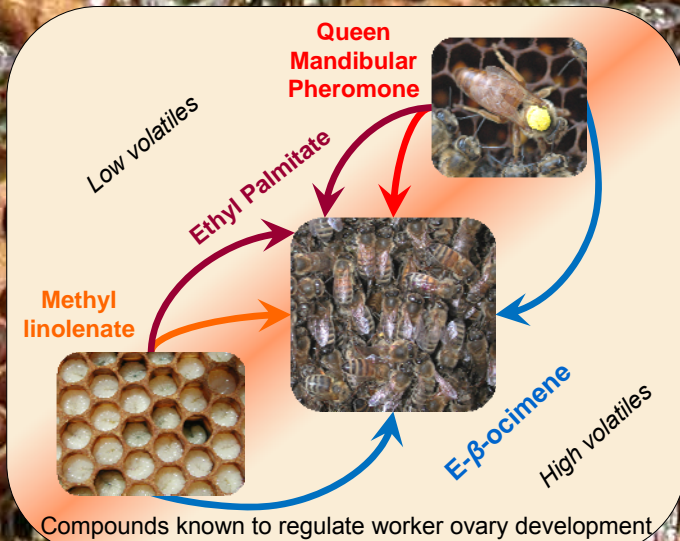 Queen
Mandibular
Pheromone
Low volatiles
Ethyl Palmitate
Methyl
linolenate
E-β-ocimene
High volatiles
Compounds known to regulate worker ovary development